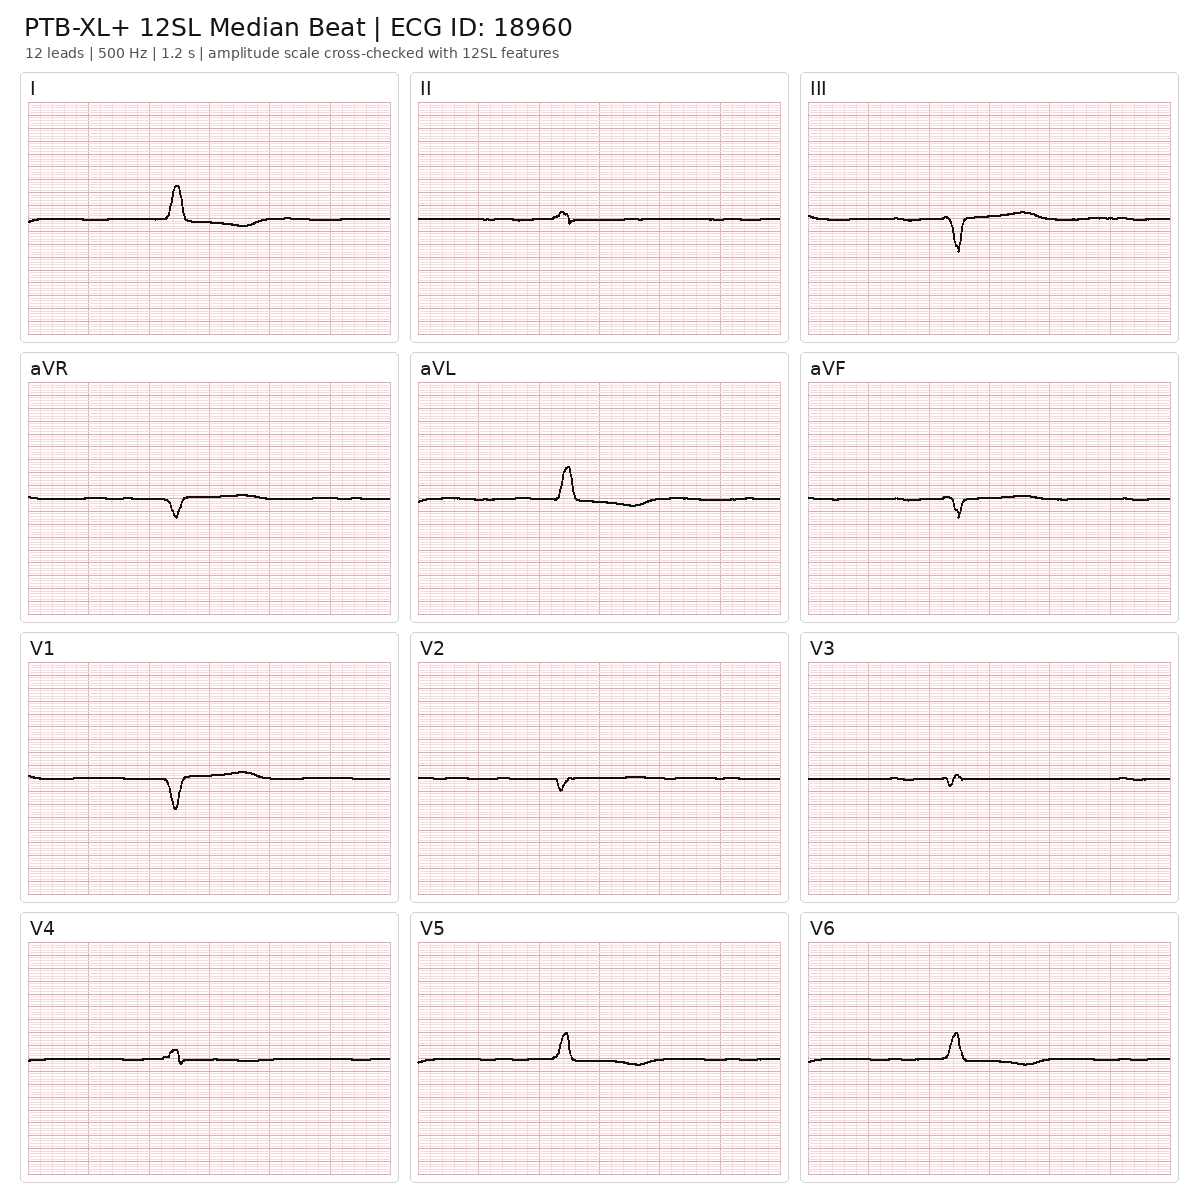 PTB-XL+ 12SL Median Beat | ECG ID: 18960
12 leads | 500 Hz | 1.2 s | amplitude scale cross-checked with 12SL features
I
II
III
aVR
aVL
aVF
V1
V2
V3
V4
V5
V6